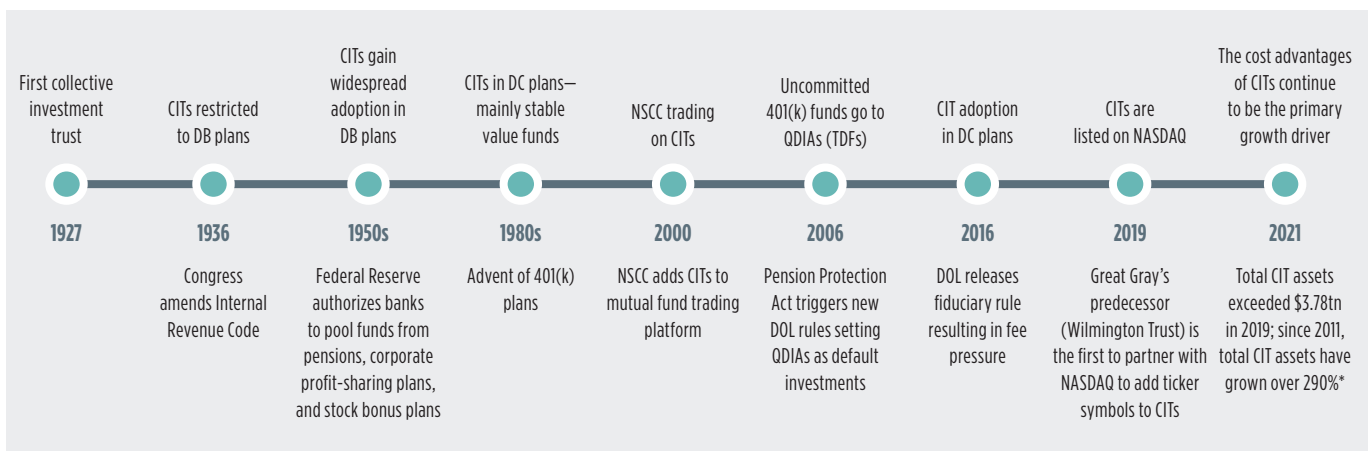 First collective
investment
trust
1927
CITs restricted
to DB plans
1936
Congress
amends Internal
Revenue Code
CITs gain
widespread
adoption in
DB plans
1950s
Federal Reserve
authorizes banks
to pool funds from
pensions, corporate
profit-sharing plans,
and stock bonus plans
CITs in DC plans—
mainly stable
value funds
1980s
Advent of 401(k)
plans
NSCC trading
on CITs
2000
NSCC adds CITs to
mutual fund trading
platform
Uncommitted
401(k) funds go to
QDIAs (TDFs)
2006
Pension Protection
Act triggers new
DOL rules setting
QDIAs as default
investments
CIT adoption
in DC plans
2016
DOL releases
fiduciary rule
resulting in fee
pressure
CITs are
listed on NASDAQ
2019
Great Gray's
predecessor
(Wilmington Trust) is
the first to partner with
NASDAQ to add ticker
symbols to CITs
The cost advantages
of CITs continue
to be the primary
growth driver
2021
Total CIT assets
exceeded $3.78tn
in 2019; since 2011,
total CIT assets have
grown over 290%*